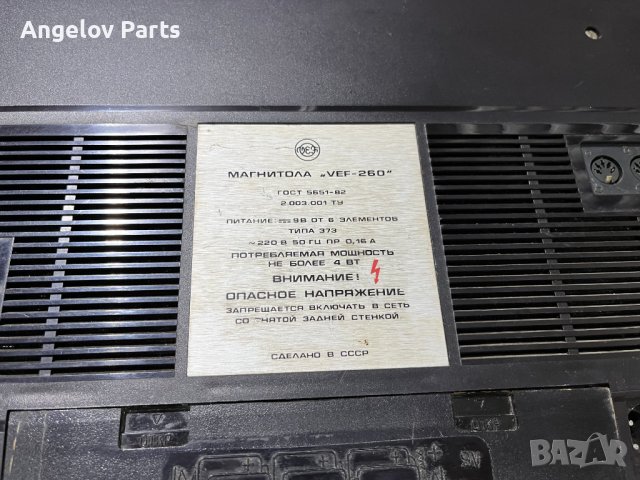 Angelov Parts
VEF
МАГНИТОЛА „VEF-260"
ГОСТ 5651-82
2.003.001 ТУ
ПИТАНИЕ: 9В ОТ 6 ЭЛЕМЕНТОВ
ТИПА 373
~220 В 50 ГЦ ПР 0,16 А
ПОТРЕБЛЯЕМАЯ МОЩНОСТЬ
НЕ БОЛЕЕ 4 ВТ
ВНИМАНИЕ!
ОПАСНОЕ НАПРЯЖЕНИЕ
ЗАПРЕЩАЕТСЯ ВКЛЮЧАТЬ В СЕТЬ
СО СНЯТОЙ ЗАДНЕЙ СТЕНКОЙ
СДЕЛАНО В СССР
BAZAR